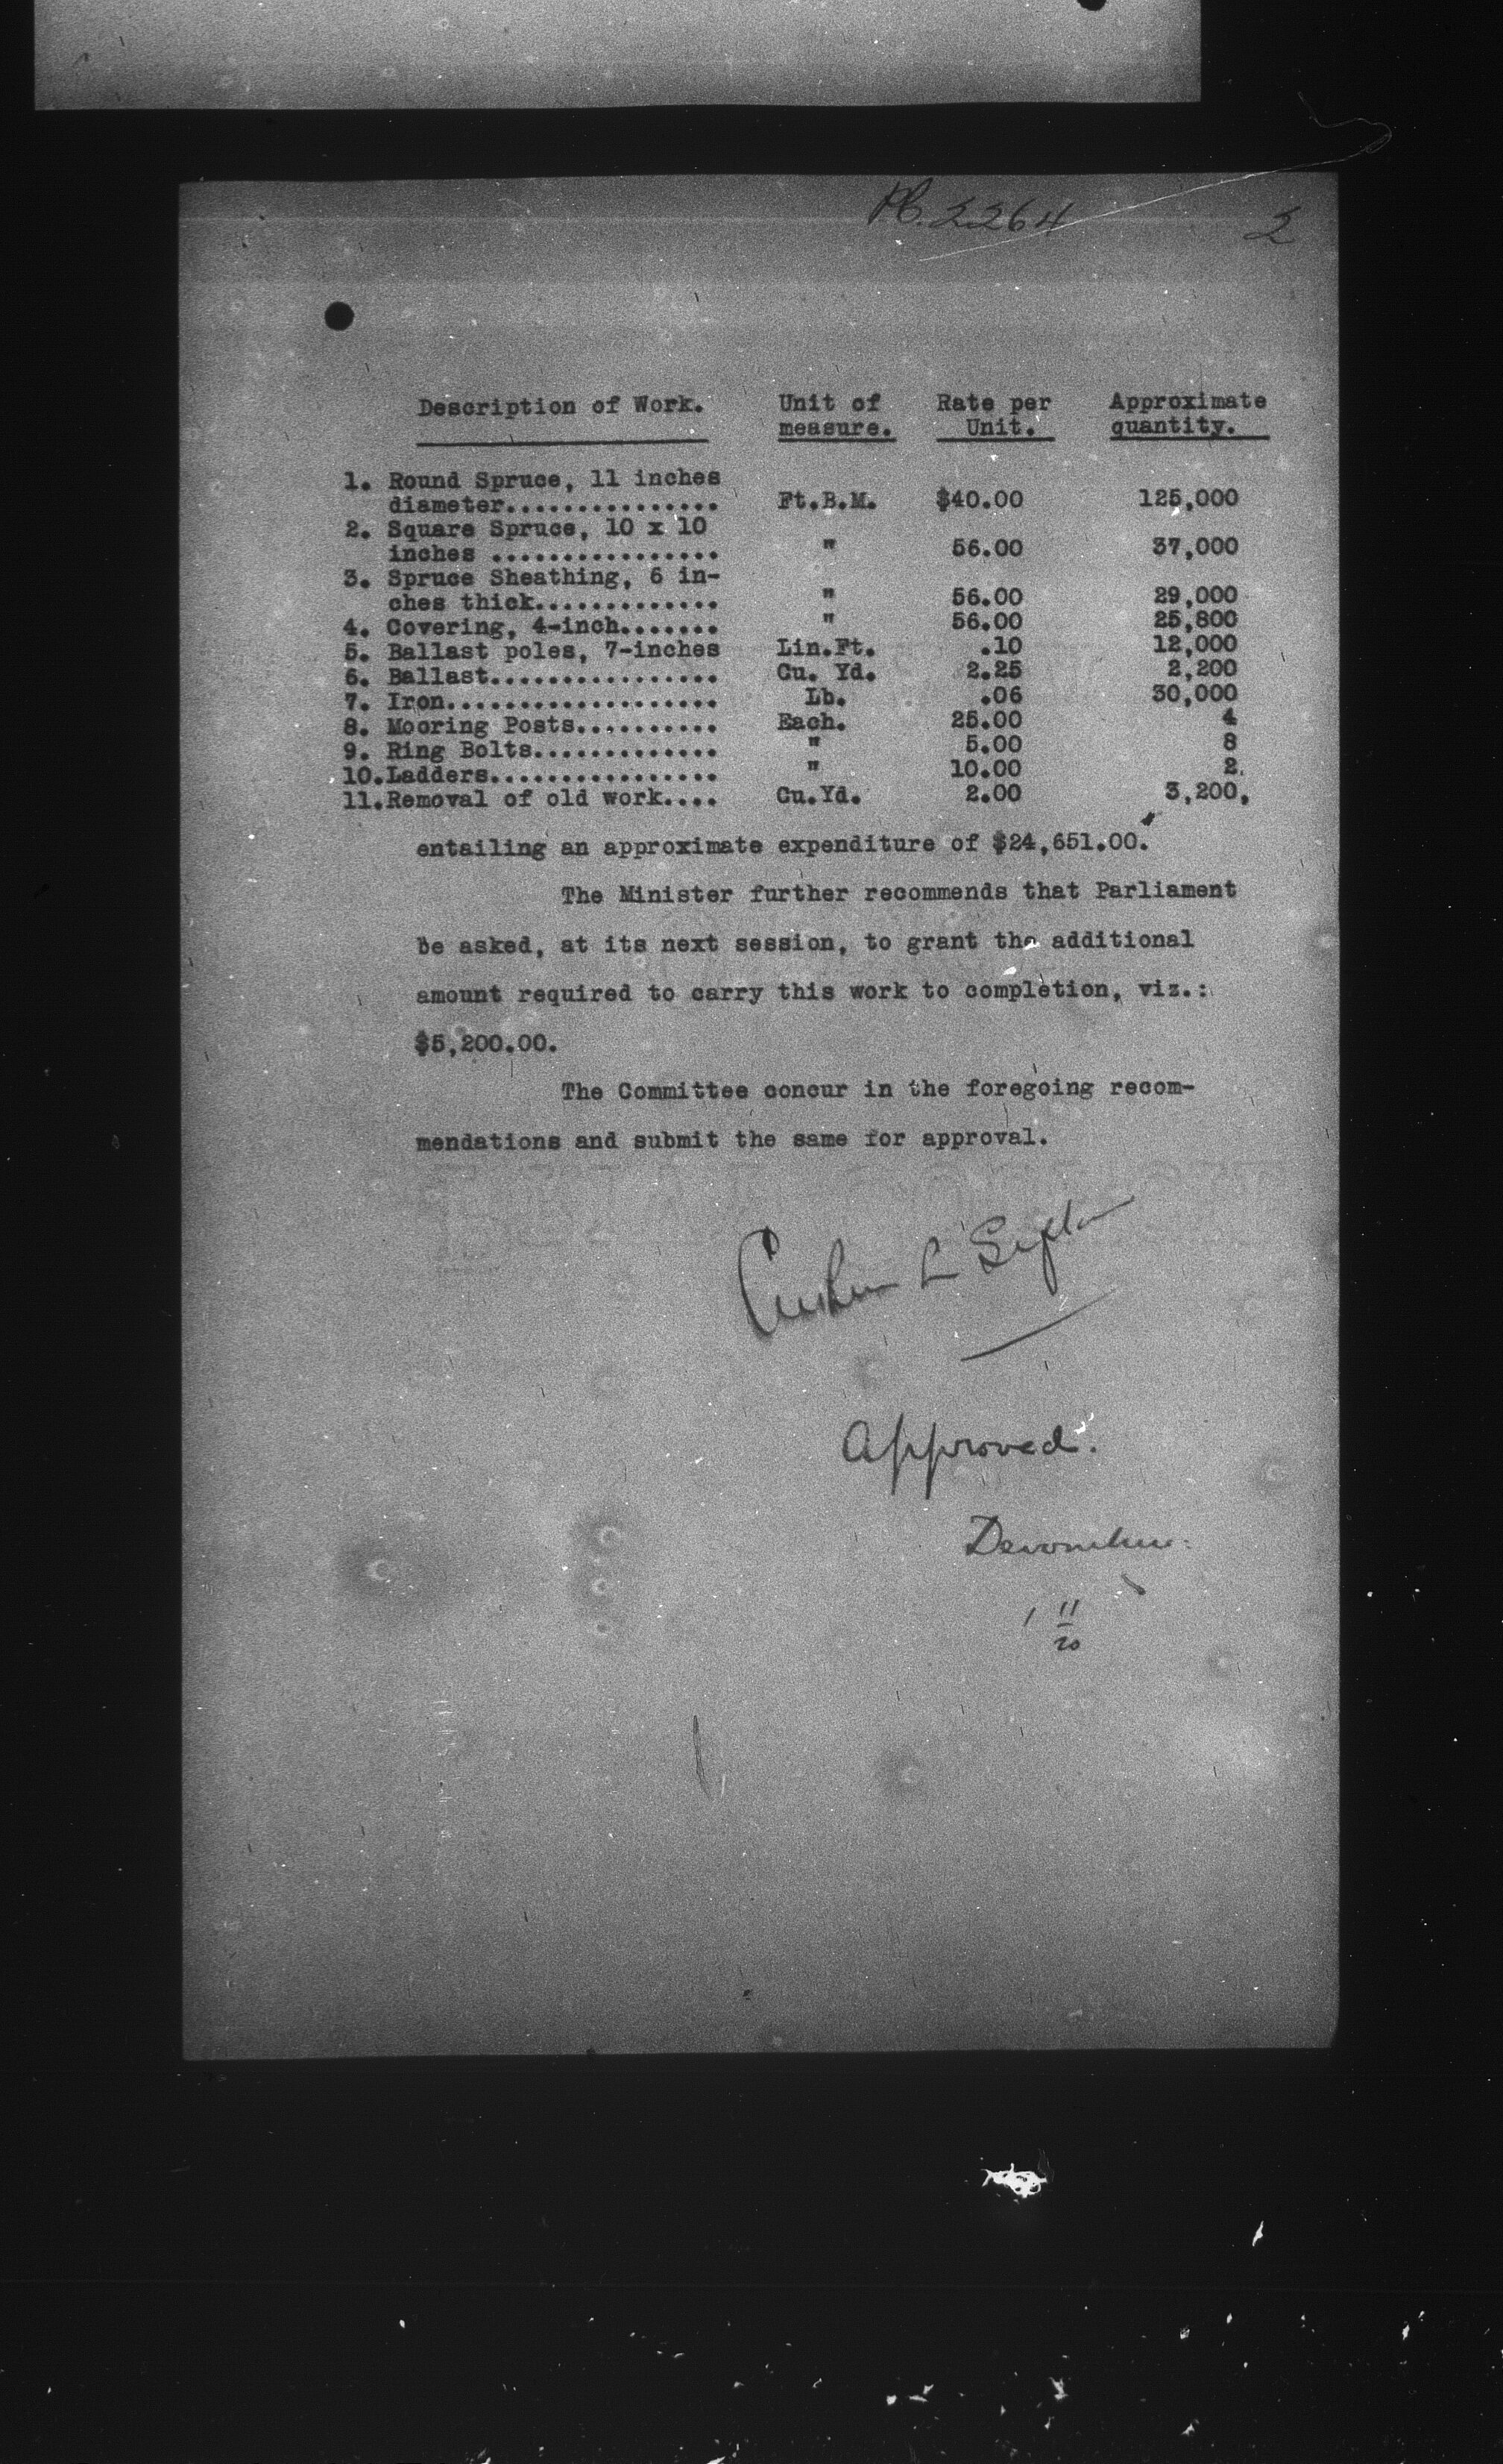 P.C. 2264 2
Description of Work. Unit of measure. Rate per Unit. Approximate quantity.
1. Round Spruce, 11 inches
diameter............... Ft.B.M. $40.00 125,000
2. Square Spruce, 10 x 10
inches ................ " 56.00 37,000
3. Spruce Sheathing, 6 in-
ches thick............. " 56.00 29,000
4. Covering, 4-inch....... " 56.00 25,800
5. Ballast poles, 7-inches Lin.Ft. .10 12,000
6. Ballast................ Cu. Yd. 2.25 2,200
7. Iron................... Lb. .06 30,000
8. Mooring Posts.......... Each. 25.00 4
9. Ring Bolts............. " 5.00 8
10.Ladders................ " 10.00 2.
11.Removal of old work.... Cu.Yd. 2.00 3,200,
entailing an approximate expenditure of $24,651.00.
The Minister further recommends that Parliament
be asked, at its next session, to grant the additional
amount required to carry this work to completion, viz.:
$5,200.00.
The Committee concur in the foregoing recom-
mendations and submit the same for approval.
Arthur L Sifton
Approved.
Devonshire.
1 11
20